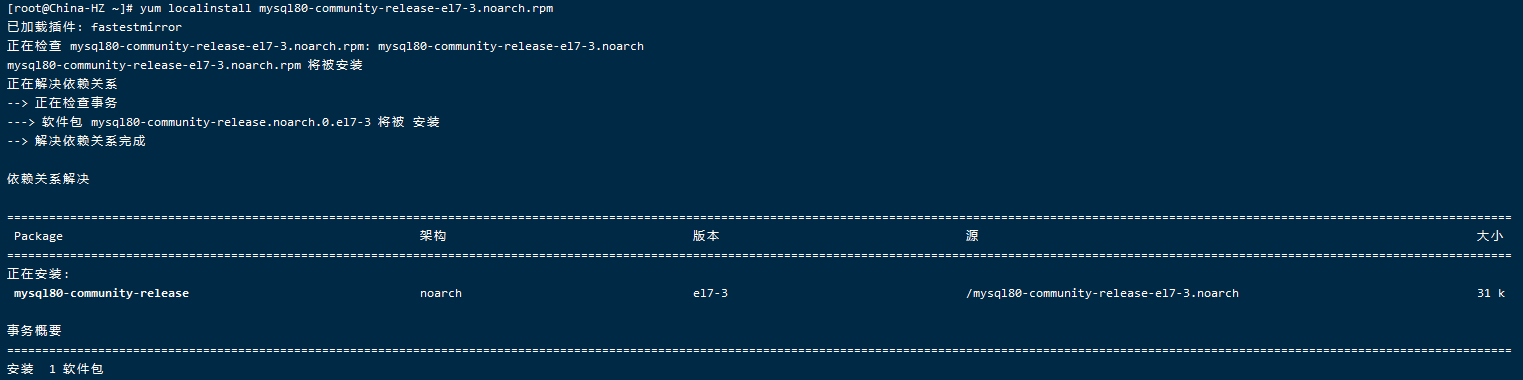 [root@China-HZ ~]# yum localinstall mysql80-community-release-el7-3.noarch.rpm
已加载插件: fastestmirror
正在检查 mysql80-community-release-el7-3.noarch.rpm: mysql80-community-release-el7-3.noarch
mysql80-community-release-el7-3.noarch.rpm 将被安装
正在解决依赖关系
--> 正在检查事务
---> 软件包 mysql80-community-release.noarch.0.el7-3 将被 安装
--> 解决依赖关系完成
依赖关系解决
Package 架构 版本 源 大小
正在安装:
mysql80-community-release noarch el7-3 /mysql80-community-release-el7-3.noarch 31 k
事务概要
安装 1 软件包